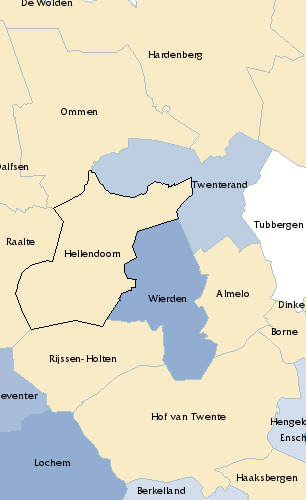 De Wolden
Hardenberg
Ommen
Dalfsen
Twenterand
Tubbergen
Raalte
Hellendoorn
Wierden
Almelo
Dinke
Borne
Rijssen-Holten
eventer
Hof van Twente
Hengel
Ensch
Lochem
Haaksbergen
Berkelland